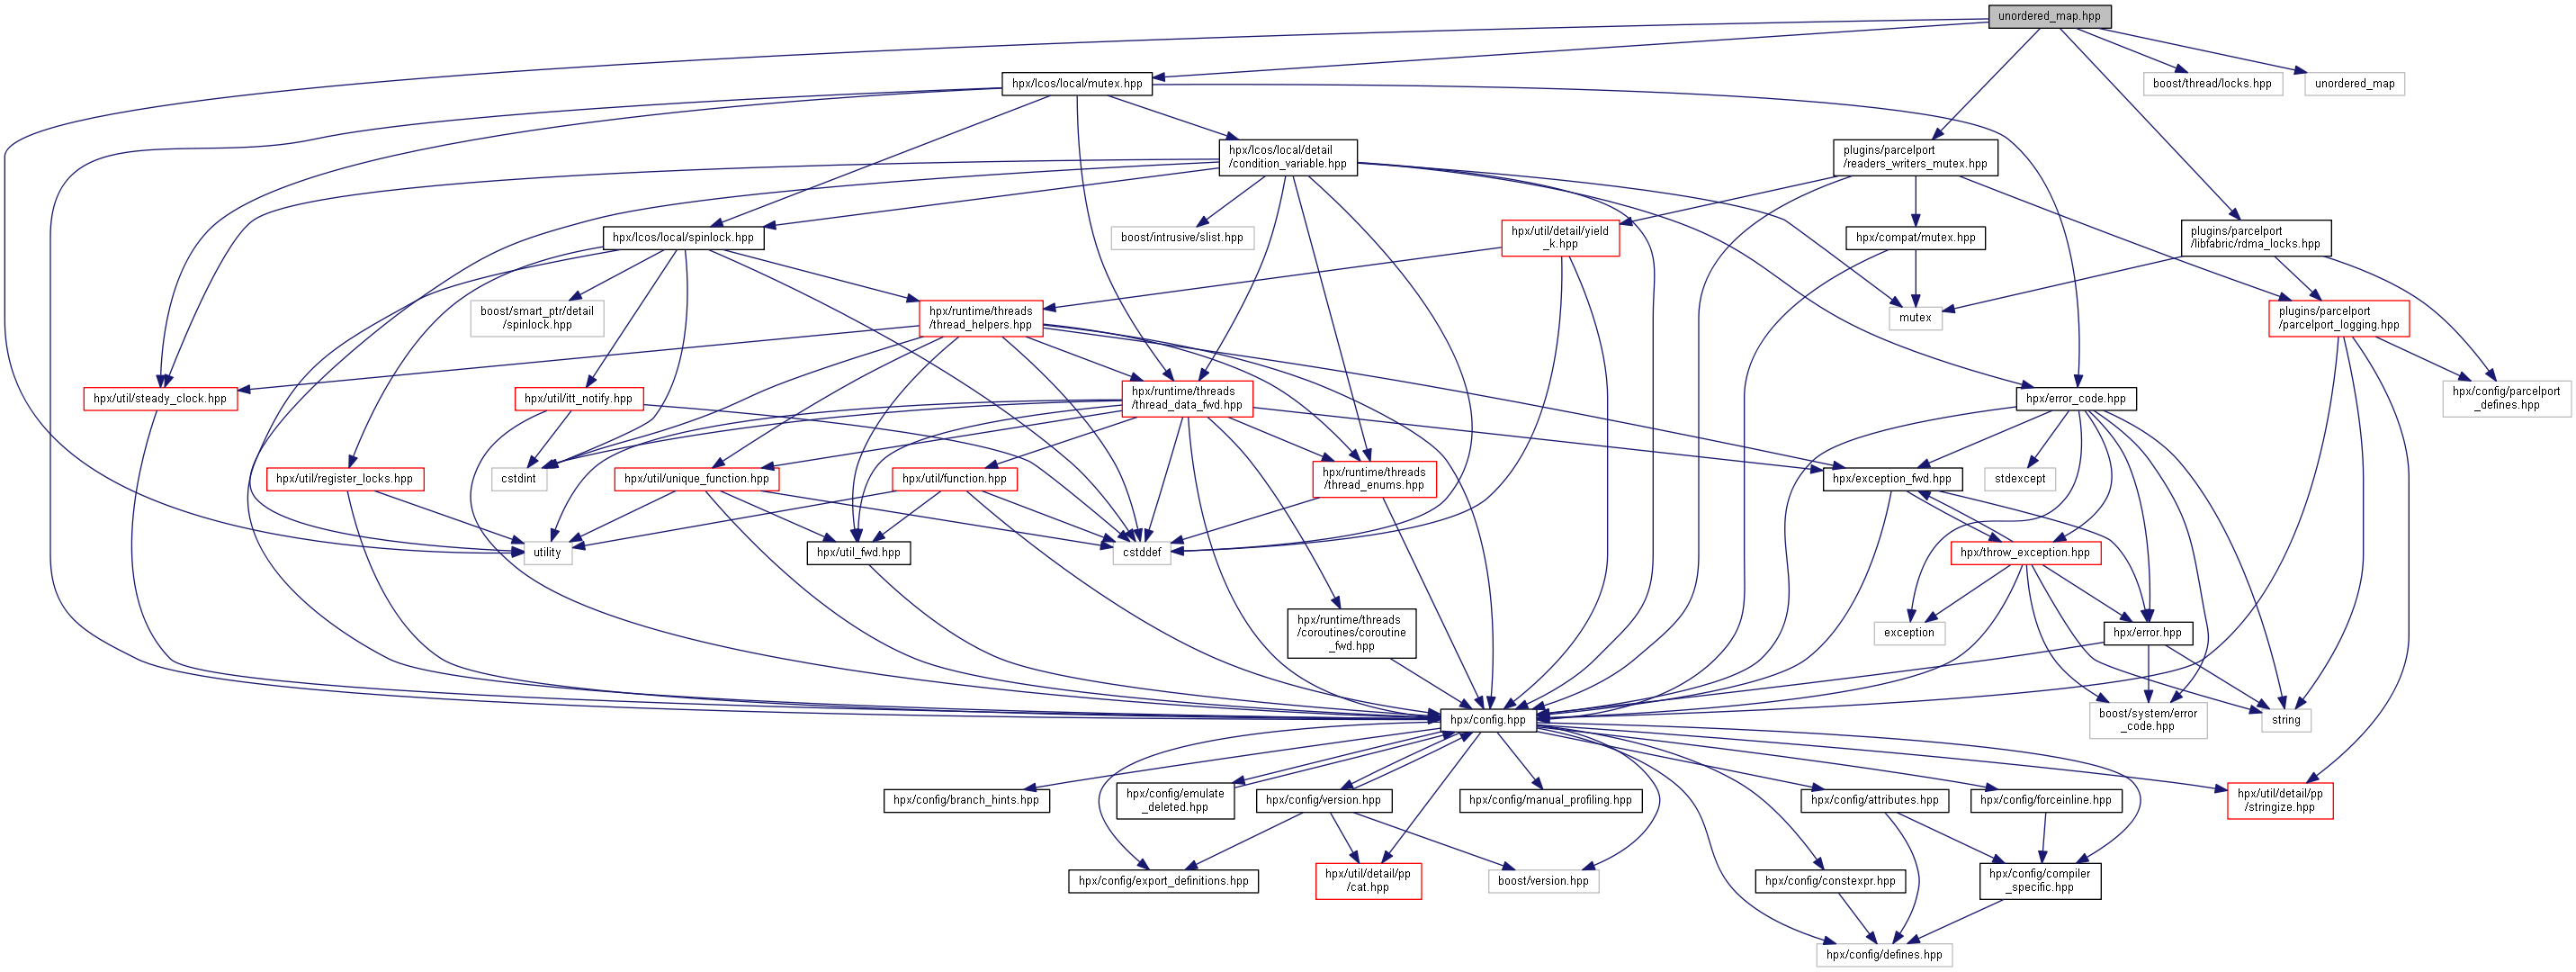 unordered_map.hpp
hpx/lcos/local/mutex.hpp
boost/thread/locks.hpp
unordered_map
hpx/lcos/local/detail
/condition_variable.hpp
plugins/parcelport
/readers_writers_mutex.hpp
hpx/lcos/local/spinlock.hpp
boost/intrusive/slist.hpp
hpx/util/detail/yield
_k.hpp
hpx/compat/mutex.hpp
plugins/parcelport
/libfabric/rdma_locks.hpp
boost/smart_ptr/detail
/spinlock.hpp
hpx/runtime/threads
/thread_helpers.hpp
mutex
plugins/parcelport
/parcelport_logging.hpp
hpx/util/steady_clock.hpp
hpx/util/itt_notify.hpp
hpx/runtime/threads
/thread_data_fwd.hpp
hpx/error_code.hpp
hpx/config/parcelport
_defines.hpp
hpx/util/register_locks.hpp
cstdint
hpx/util/unique_function.hpp
hpx/util/function.hpp
hpx/runtime/threads
/thread_enums.hpp
hpx/exception_fwd.hpp
stdexcept
utility
hpx/util_fwd.hpp
cstddef
hpx/throw_exception.hpp
hpx/runtime/threads
/coroutines/coroutine
_fwd.hpp
exception
hpx/error.hpp
hpx/config.hpp
boost/system/error
_code.hpp
string
hpx/config/branch_hints.hpp
hpx/config/emulate
_deleted.hpp
hpx/config/version.hpp
hpx/config/manual_profiling.hpp
hpx/config/attributes.hpp
hpx/config/forceinline.hpp
hpx/util/detail/pp
/stringize.hpp
hpx/config/export_definitions.hpp
hpx/util/detail/pp
/cat.hpp
boost/version.hpp
hpx/config/constexpr.hpp
hpx/config/compiler
_specific.hpp
hpx/config/defines.hpp